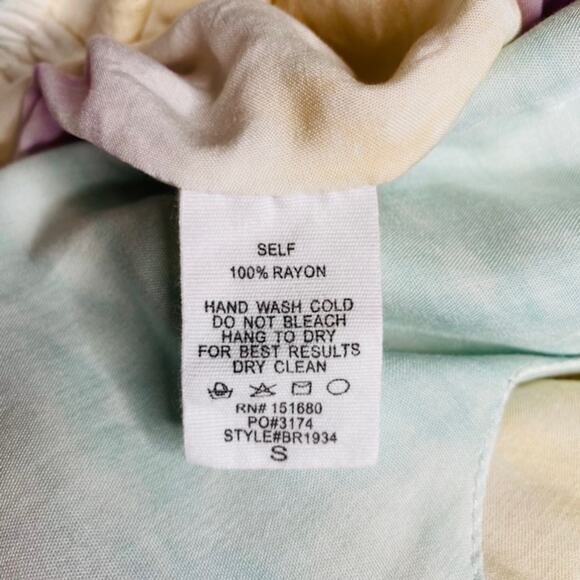 SELF
100% RAYON
HAND WASH COLD
DO NOT BLEACH
HANG TO DRY
FOR BEST RESULTS
DRY CLEAN
RN# 151680
PO#3174
STYLE#BR1934
S